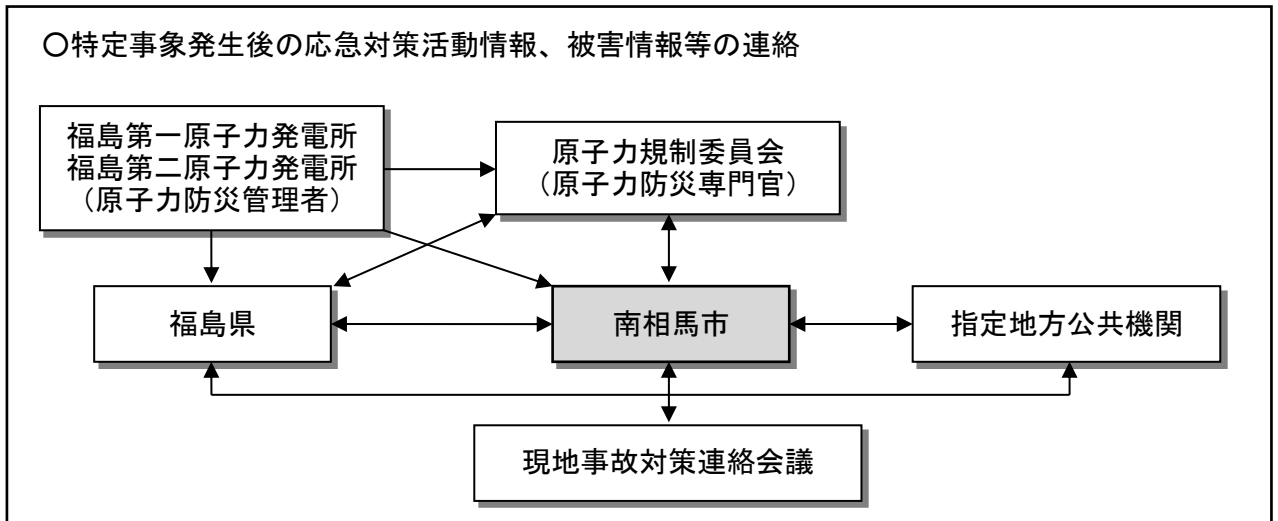 〇特定事象発生後の応急対策活動情報、被害情報等の連絡
福島第一原子力発電所
福島第二原子力発電所
（原子力防災管理者）
原子力規制委員会
（原子力防災専門官）
福島県
南相馬市
指定地方公共機関
現地事故対策連絡会議